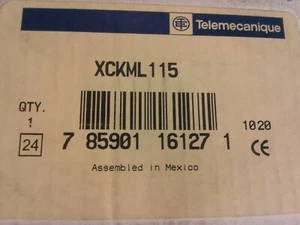 Telemecanique
XCKML115
QTY.
1
24
7 85901 16127 1
1020
CE
Assembled in Mexico